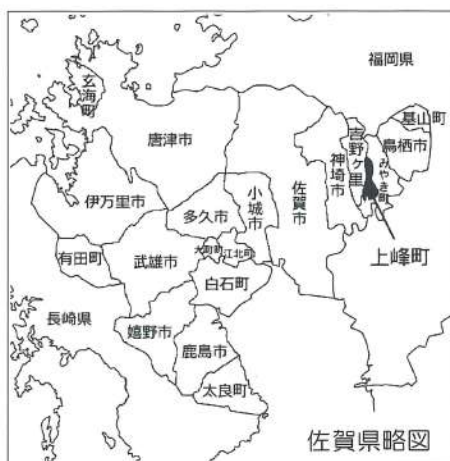 福岡県
玄海町
基山町
鳥栖市
唐津市
吉野ヶ里
みやき町
神埼市
伊万里市
多久市
小城市
佐賀市
上峰町
有田町
武雄市
大町町
江北町
白石町
長崎県
嬉野市
鹿島市
太良町
佐賀県略図